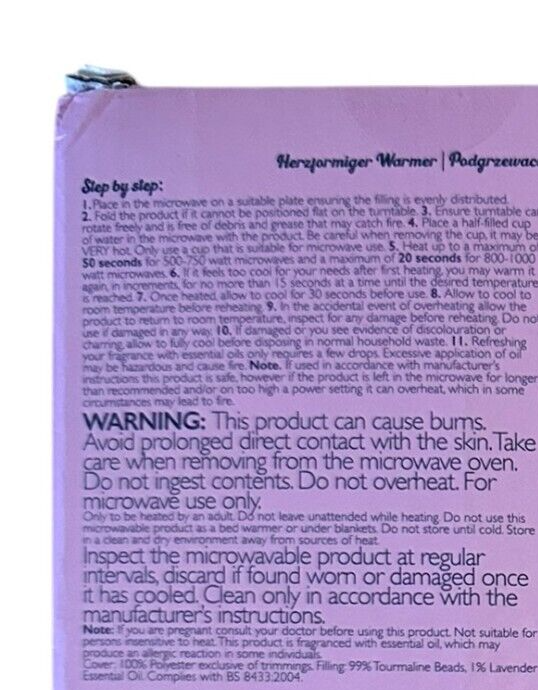 Herzformiger Warmer | Podgrzewac
Step by step:
1. Place in the microwave on a suitable plate ensuring the filling is evenly distributed.
2. Fold the product if it cannot be positioned flat on the turntable. 3. Ensure turntable ca
rotate freely and is free of debris and grease that may catch fire. 4. Place a half-filled cup
of water in the microwave with the product. Be careful when removing the cup, it may be
VERY hot. Only use a cup that is suitable for microwave use. 5. Heat up to a maximum of
50 seconds for 500-750 watt microwaves and a maximum of 20 seconds for 800-1000
watt microwaves. 6. If it feels too cool for your needs after first heating, you may warm it
again, in increments, for no more than 15 seconds at a time until the desired temperature
is reached. 7. Once heated, allow to cool for 30 seconds before use. 8. Allow to cool to
room temperature before reheating. 9. In the accidental event of overheating allow the
product to return to room temperature, inspect for any damage before reheating. Do not
use if damaged in any way. 10. If damaged or you see evidence of discolouration or
charring, allow to fully cool before disposing in normal household waste. 11. Refreshing
your fragrance with essential oils only requires a few drops. Excessive application of oil
may be hazardous and cause fire. Note. If used in accordance with manufacturer's
instructions this product is safe, however if the product is left in the microwave for longer
than recommended and/or on too high a power setting it can overheat, which in some
circumstances may lead to fire.
WARNING: This product can cause burns.
Avoid prolonged direct contact with the skin. Take
care when removing from the microwave oven.
Do not ingest contents. Do not overheat. For
microwave use only.
Only to be heated by an adult. Do not leave unattended while heating. Do not use this
microwavable product as a bed warmer or under blankets. Do not store until cold. Store
in a clean and dry environment away from sources of heat.
Inspect the microwavable product at regular
intervals, discard if found worn or damaged once
it has cooled. Clean only in accordance with the
manufacturer's instructions.
Note: If you are pregnant consult your doctor before using this product. Not suitable for
persons insensitive to heat. This product is fragranced with essential oil, which may
produce an allergic reaction in some individuals.
Cover: 100% Polyester exclusive of trimmings. Filling: 99% Tourmaline Beads, 1% Lavender
Essential Oil. Complies with BS 8433:2004.